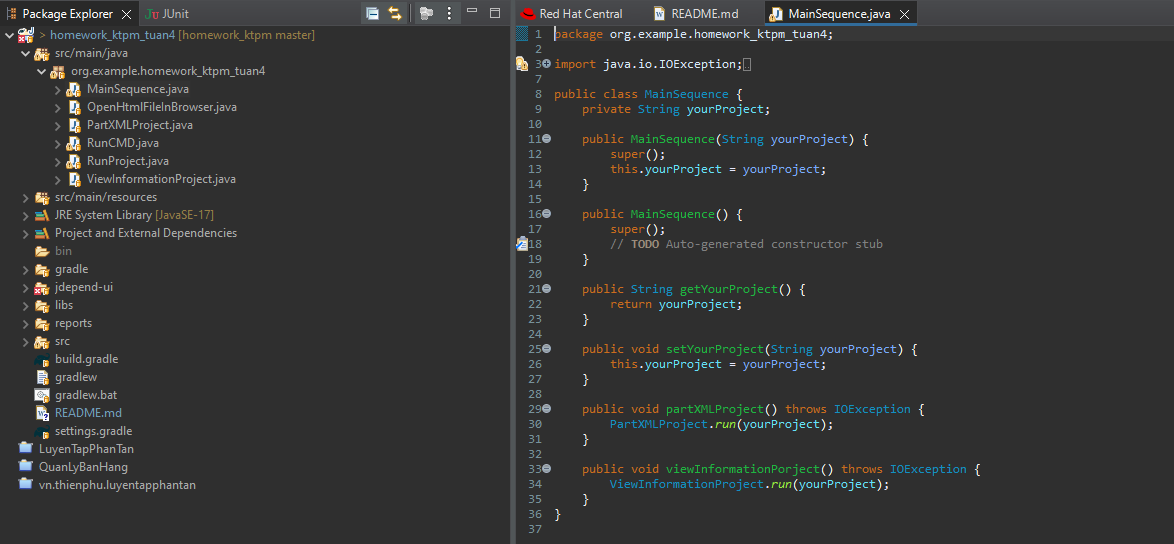 Package Explorer
JUnit
> homework_ktpm_tuan4 [homework_ktpm master]
src/main/java
org.example.homework_ktpm_tuan4
MainSequence.java
OpenHtmlFileInBrowser.java
PartXMLProject.java
RunCMD.java
RunProject.java
ViewInformationProject.java
src/main/resources
JRE System Library [JavaSE-17]
Project and External Dependencies
bin
gradle
jdepend-ui
libs
reports
src
build.gradle
gradlew
gradlew.bat
README.md
settings.gradle
LuyenTapPhanTan
QuanLyBanHang
vn.thienphu.luyentapphantan
Red Hat Central
README.md
MainSequence.java
1 package org.example.homework_ktpm_tuan4;
2
3 import java.io.IOException;
7
8 public class MainSequence {
9 private String yourProject;
10
11 public MainSequence(String yourProject) {
12 super();
13 this.yourProject = yourProject;
14 }
15
16 public MainSequence() {
17 super();
18 // TODO Auto-generated constructor stub
19 }
20
21 public String getYourProject() {
22 return yourProject;
23 }
24
25 public void setYourProject(String yourProject) {
26 this.yourProject = yourProject;
27 }
28
29 public void partXMLProject() throws IOException {
30 PartXMLProject.run(yourProject);
31 }
32
33 public void viewInformationPorject() throws IOException {
34 ViewInformationProject.run(yourProject);
35 }
36 }
37